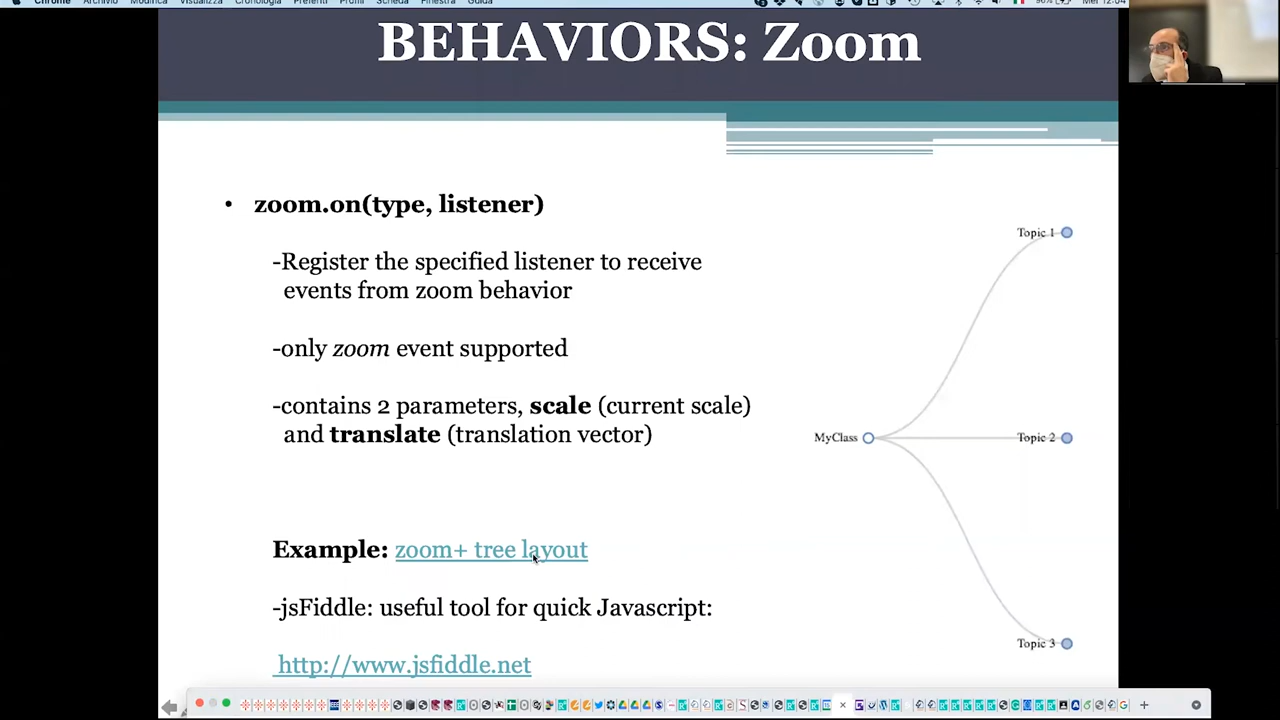 Chrome Archivio Modifica Visualizza Cronologia Preferiti Profili Schede Finestra Guida
BEHAVIORS: Zoom
• zoom.on(type, listener)
-Register the specified listener to receive
events from zoom behavior
-only zoom event supported
-contains 2 parameters, scale (current scale)
and translate (translation vector)
Example: zoom+ tree layout
-jsFiddle: useful tool for quick Javascript:
http://www.jsfiddle.net
Topic 1
MyClass
Topic 2
Topic 3